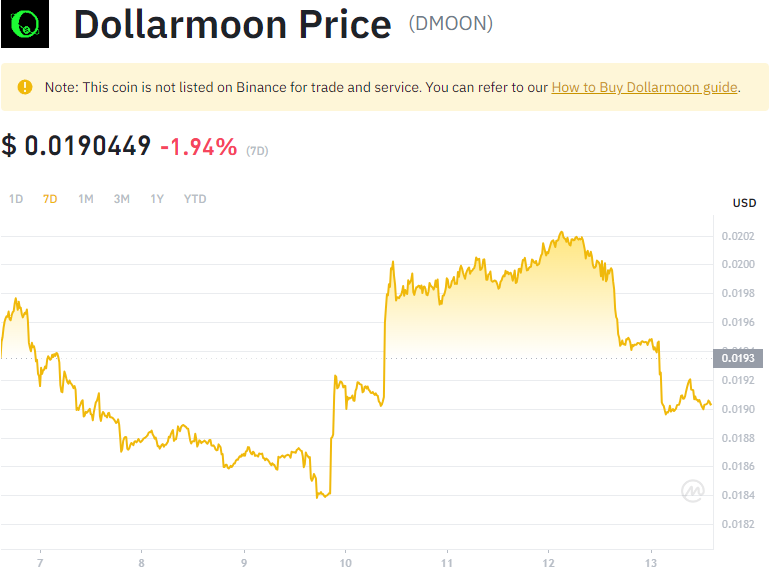 Dollarmoon Price (DMOON)
Note: This coin is not listed on Binance for trade and service. You can refer to our How to Buy Dollarmoon guide.
$ 0.0190449 -1.94% (7D)
1D 7D 1M 3M 1Y YTD
USD
0.0202
0.0200
0.0198
0.0196
0.0194
0.0193
0.0192
0.0190
0.0188
0.0186
0.0184
0.0182
7 8 9 10 11 12 13